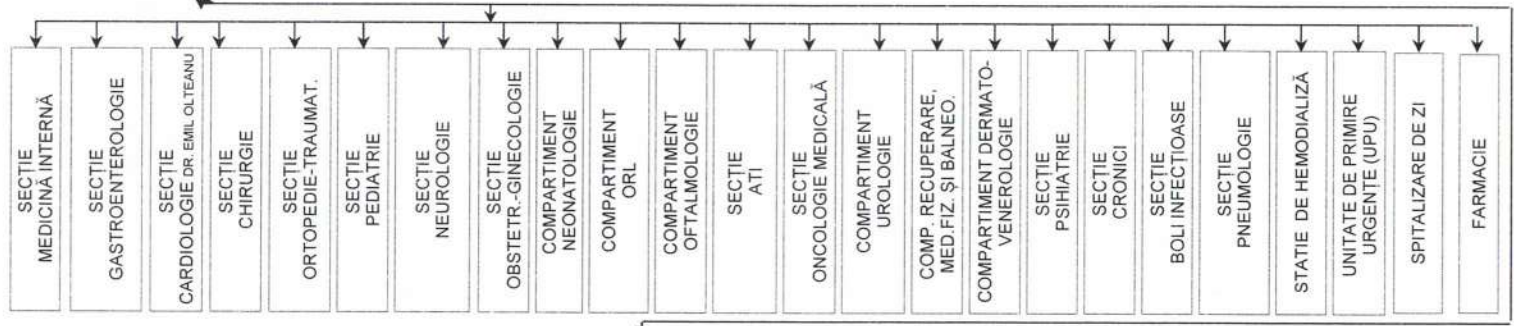 SECȚIE
MEDICINĂ INTERNĂ
SECȚIE
GASTROENTEROLOGIE
SECȚIE
CARDIOLOGIE DR. EMIL OLTEANU
SECȚIE
CHIRURGIE
SECȚIE
ORTOPEDIE-TRAUMAT.
SECȚIE
PEDIATRIE
SECȚIE
NEUROLOGIE
SECȚIE
OBSTETR.-GINECOLOGIE
COMPARTIMENT
NEONATOLOGIE
COMPARTIMENT
ORL
COMPARTIMENT
OFTALMOLOGIE
SECȚIE
ATI
SECȚIE
ONCOLOGIE MEDICALĂ
COMPARTIMENT
UROLOGIE
COMP. RECUPERARE,
MED.FIZ. ȘI BALNEO.
COMPARTIMENT DERMATO-
VENEROLOGIE
SECȚIE
PSIHIATRIE
SECȚIE
CRONICI
SECȚIE
BOLI INFECȚIOASE
SECȚIE
PNEUMOLOGIE
STATIE DE HEMODIALIZĂ
UNITATE DE PRIMIRE
URGENȚE (UPU)
SPITALIZARE DE ZI
FARMACIE